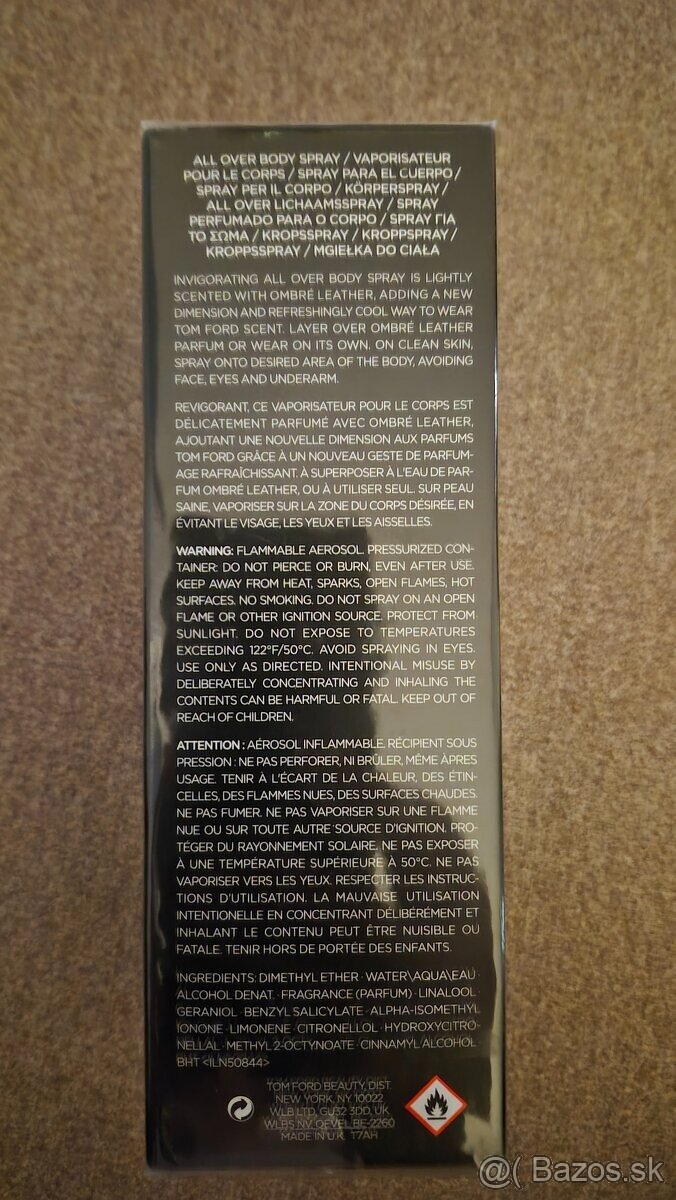 ALL OVER BODY SPRAY / VAPORISATEUR
POUR LE CORPS / SPRAY PARA EL CUERPO /
SPRAY PER IL CORPO / KÖRPERSPRAY /
ALL OVER LICHAAMSSPRAY / SPRAY
PERFUMADO PARA O CORPO / SPRAY ΓΙΑ
ΤΟ ΣΩΜΑ / KROPSSPRAY / KROPPSPRAY /
KROPPSSPRAY / MGIEŁKA DO CIAŁA
INVIGORATING ALL OVER BODY SPRAY IS LIGHTLY
SCENTED WITH OMBRÉ LEATHER, ADDING A NEW
DIMENSION AND REFRESHINGLY COOL WAY TO WEAR
TOM FORD SCENT. LAYER OVER OMBRÉ LEATHER
PARFUM OR WEAR ON ITS OWN. ON CLEAN SKIN,
SPRAY ONTO DESIRED AREA OF THE BODY, AVOIDING
FACE, EYES AND UNDERARM.
REVIGORANT, CE VAPORISATEUR POUR LE CORPS EST
DÉLICATEMENT PARFUMÉ AVEC OMBRÉ LEATHER,
AJOUTANT UNE NOUVELLE DIMENSION AUX PARFUMS
TOM FORD GRÂCE À UN NOUVEAU GESTE DE PARFUM-
AGE RAFRAÎCHISSANT. À SUPERPOSER À L'EAU DE PAR-
FUM OMBRÉ LEATHER, OU À UTILISER SEUL. SUR PEAU
SAINE, VAPORISER SUR LA ZONE DU CORPS DÉSIRÉE, EN
ÉVITANT LE VISAGE, LES YEUX ET LES AISSELLES.
WARNING: FLAMMABLE AEROSOL. PRESSURIZED CON-
TAINER: DO NOT PIERCE OR BURN, EVEN AFTER USE.
KEEP AWAY FROM HEAT, SPARKS, OPEN FLAMES, HOT
SURFACES. NO SMOKING. DO NOT SPRAY ON AN OPEN
FLAME OR OTHER IGNITION SOURCE. PROTECT FROM
SUNLIGHT. DO NOT EXPOSE TO TEMPERATURES
EXCEEDING 122°F/50°C. AVOID SPRAYING IN EYES.
USE ONLY AS DIRECTED. INTENTIONAL MISUSE BY
DELIBERATELY CONCENTRATING AND INHALING THE
CONTENTS CAN BE HARMFUL OR FATAL. KEEP OUT OF
REACH OF CHILDREN.
ATTENTION : AÉROSOL INFLAMMABLE. RÉCIPIENT SOUS
PRESSION : NE PAS PERFORER, NI BRÛLER, MÊME APRÈS
USAGE. TENIR À L'ÉCART DE LA CHALEUR, DES ÉTIN-
CELLES, DES FLAMMES NUES, DES SURFACES CHAUDES.
NE PAS FUMER. NE PAS VAPORISER SUR UNE FLAMME
NUE OU SUR TOUTE AUTRE SOURCE D'IGNITION. PRO-
TÉGER DU RAYONNEMENT SOLAIRE. NE PAS EXPOSER
À UNE TEMPÉRATURE SUPÉRIEURE À 50°C. NE PAS
VAPORISER VERS LES YEUX. RESPECTER LES INSTRUC-
TIONS D'UTILISATION. LA MAUVAISE UTILISATION
INTENTIONELLE EN CONCENTRANT DÉLIBÉRÉMENT ET
INHALANT LE CONTENU PEUT ÊTRE NUISIBLE OU
FATALE. TENIR HORS DE PORTÉE DES ENFANTS.
INGREDIENTS: DIMETHYL ETHER · WATER\AQUA\EAU ·
ALCOHOL DENAT. · FRAGRANCE (PARFUM) · LINALOOL ·
GERANIOL · BENZYL SALICYLATE · ALPHA-ISOMETHYL
IONONE · LIMONENE · CITRONELLOL · HYDROXYCITRO-
NELLAL · METHYL 2-OCTYNOATE · CINNAMYL ALCOHOL ·
BHT <ILN50844>
TOM FORD BEAUTY, DIST.
NEW YORK, NY 10022
WLB LTD, GU32 3DD, UK
WLBS NV, OEVEL BE-2260
MADE IN U.K. T7AH
@( Bazos.sk